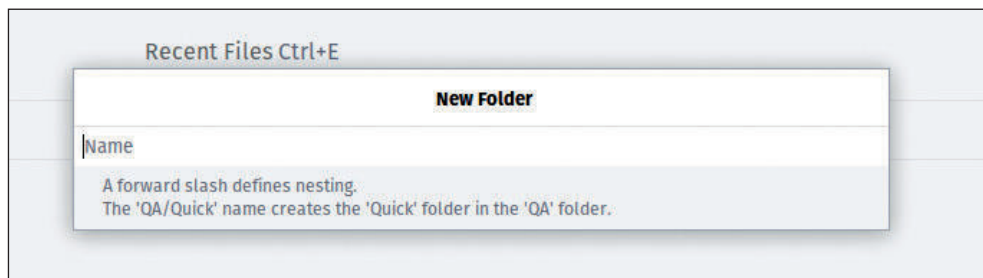 Recent Files Ctrl+E
New Folder
Name
A forward slash defines nesting.
The 'QA/Quick' name creates the 'Quick' folder in the 'QA' folder.